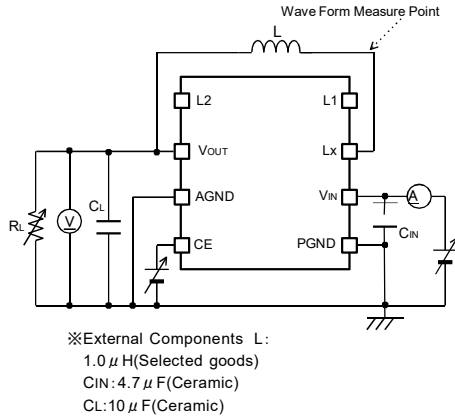 Wave Form Measure Point
L
L2
L1
VOUT
Lx
RL
V
CL
AGND
VIN
A
CE
PGND
CIN
※External Components L:
1.0μH(Selected goods)
CIN:4.7μF(Ceramic)
CL:10μF(Ceramic)